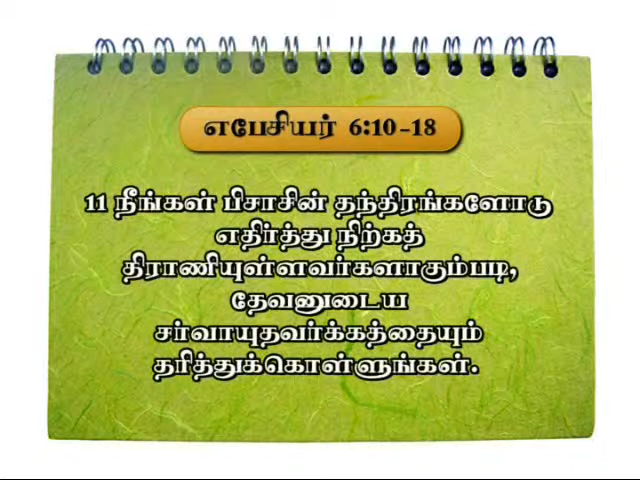 எபேசியர் 6:10-18
11 நீங்கள் பிசாசின் தந்திரங்களோடு
எதிர்த்து நிற்கத்
திராணியுள்ளவர்களாகும்படி,
தேவனுடைய
சர்வாயுதவர்க்கத்தையும்
தரித்துக்கொள்ளுங்கள்.